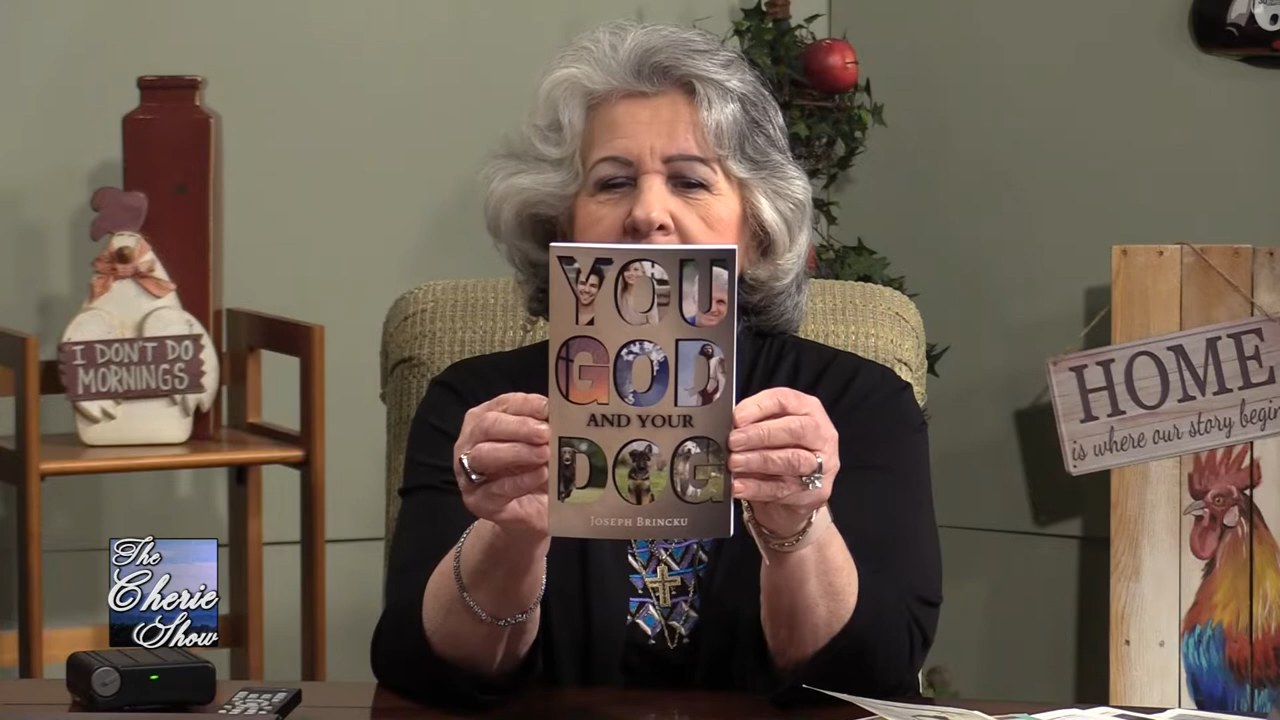 YOU
GOD
AND YOUR
DOG
JOSEPH BRINCKU
I DON'T DO
MORNINGS
HOME
is where our story begin
The
Cherie
Show